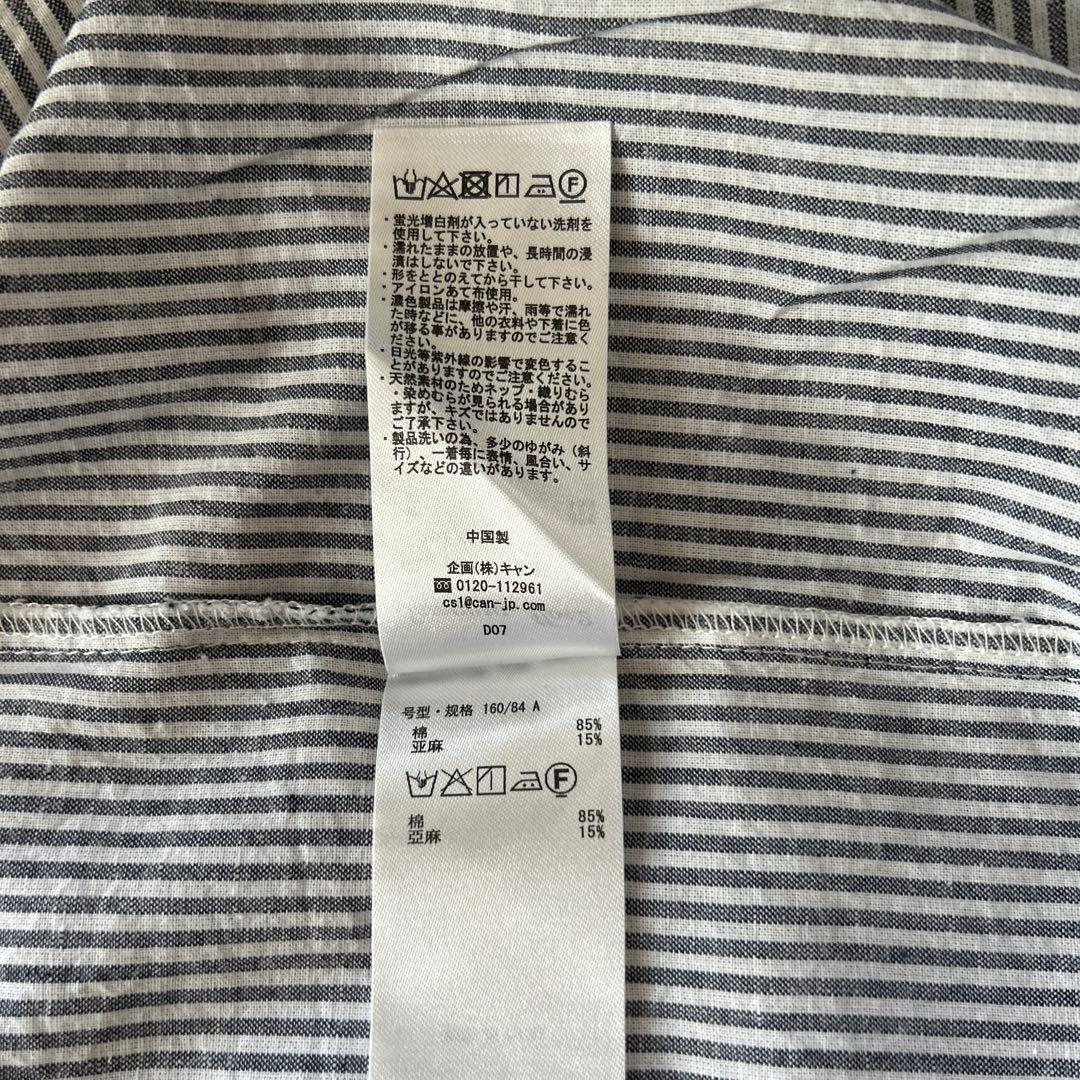 ・蛍光増白剤が入っていない洗剤を
使用して下さい。
・濡れたままの放置や、長時間の浸
漬はしないで下さい。
・形をととのえてから干して下さい。
・アイロンあて布使用。
・濃色製品は摩擦や汗、雨等で濡れ
た時などに、他の衣料や下着に色
が移る事がありますのでご注意く
ださい。
・日光等紫外線の影響で変色するこ
とがありますのでご注意ください。
・天然素材のためネップ・織りむら
・染めむらが見られる場合があり
ますが、キズではありませんので
ご了承下さい。
・製品洗いの為、多少のゆがみ（斜
行）、一着毎に表情、風合い、サ
イズなどの違いがあります。
中国製
企画(株)キャン
0120-112961
cs1@can-jp.com
D07
号型・规格 160/84 A
棉 85%
亚麻 15%
棉 85%
亞麻 15%